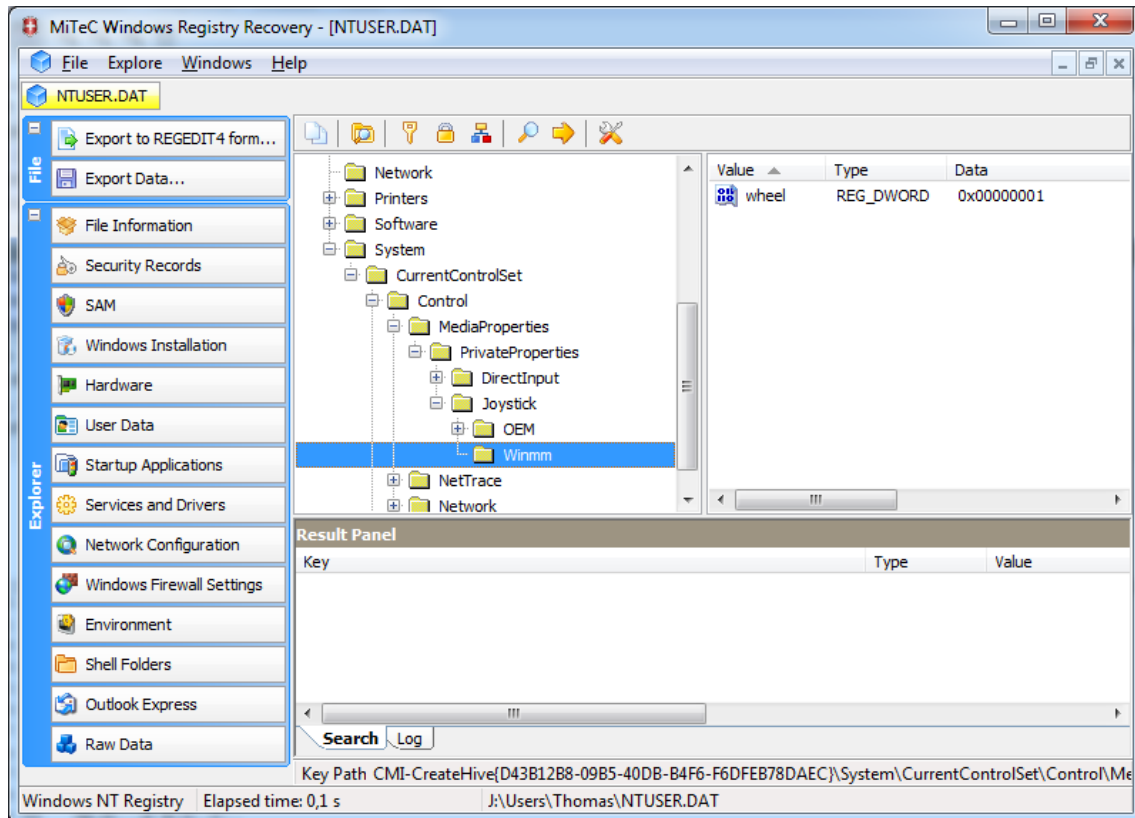 MiTeC Windows Registry Recovery - [NTUSER.DAT]
File Explore Windows Help
NTUSER.DAT
File
Export to REGEDIT4 form...
Export Data...
Explorer
File Information
Security Records
SAM
Windows Installation
Hardware
User Data
Startup Applications
Services and Drivers
Network Configuration
Windows Firewall Settings
Environment
Shell Folders
Outlook Express
Raw Data
Network
Printers
Software
System
CurrentControlSet
Control
MediaProperties
PrivateProperties
DirectInput
Joystick
OEM
Winmm
NetTrace
Network
Value Type Data
wheel REG_DWORD 0x00000001
Result Panel
Key Type Value
Search Log
Key Path CMI-CreateHive{D43B12B8-09B5-40DB-B4F6-F6DFEB78DAEC}\System\CurrentControlSet\Control\Me
Windows NT Registry Elapsed time: 0,1 s J:\Users\Thomas\NTUSER.DAT